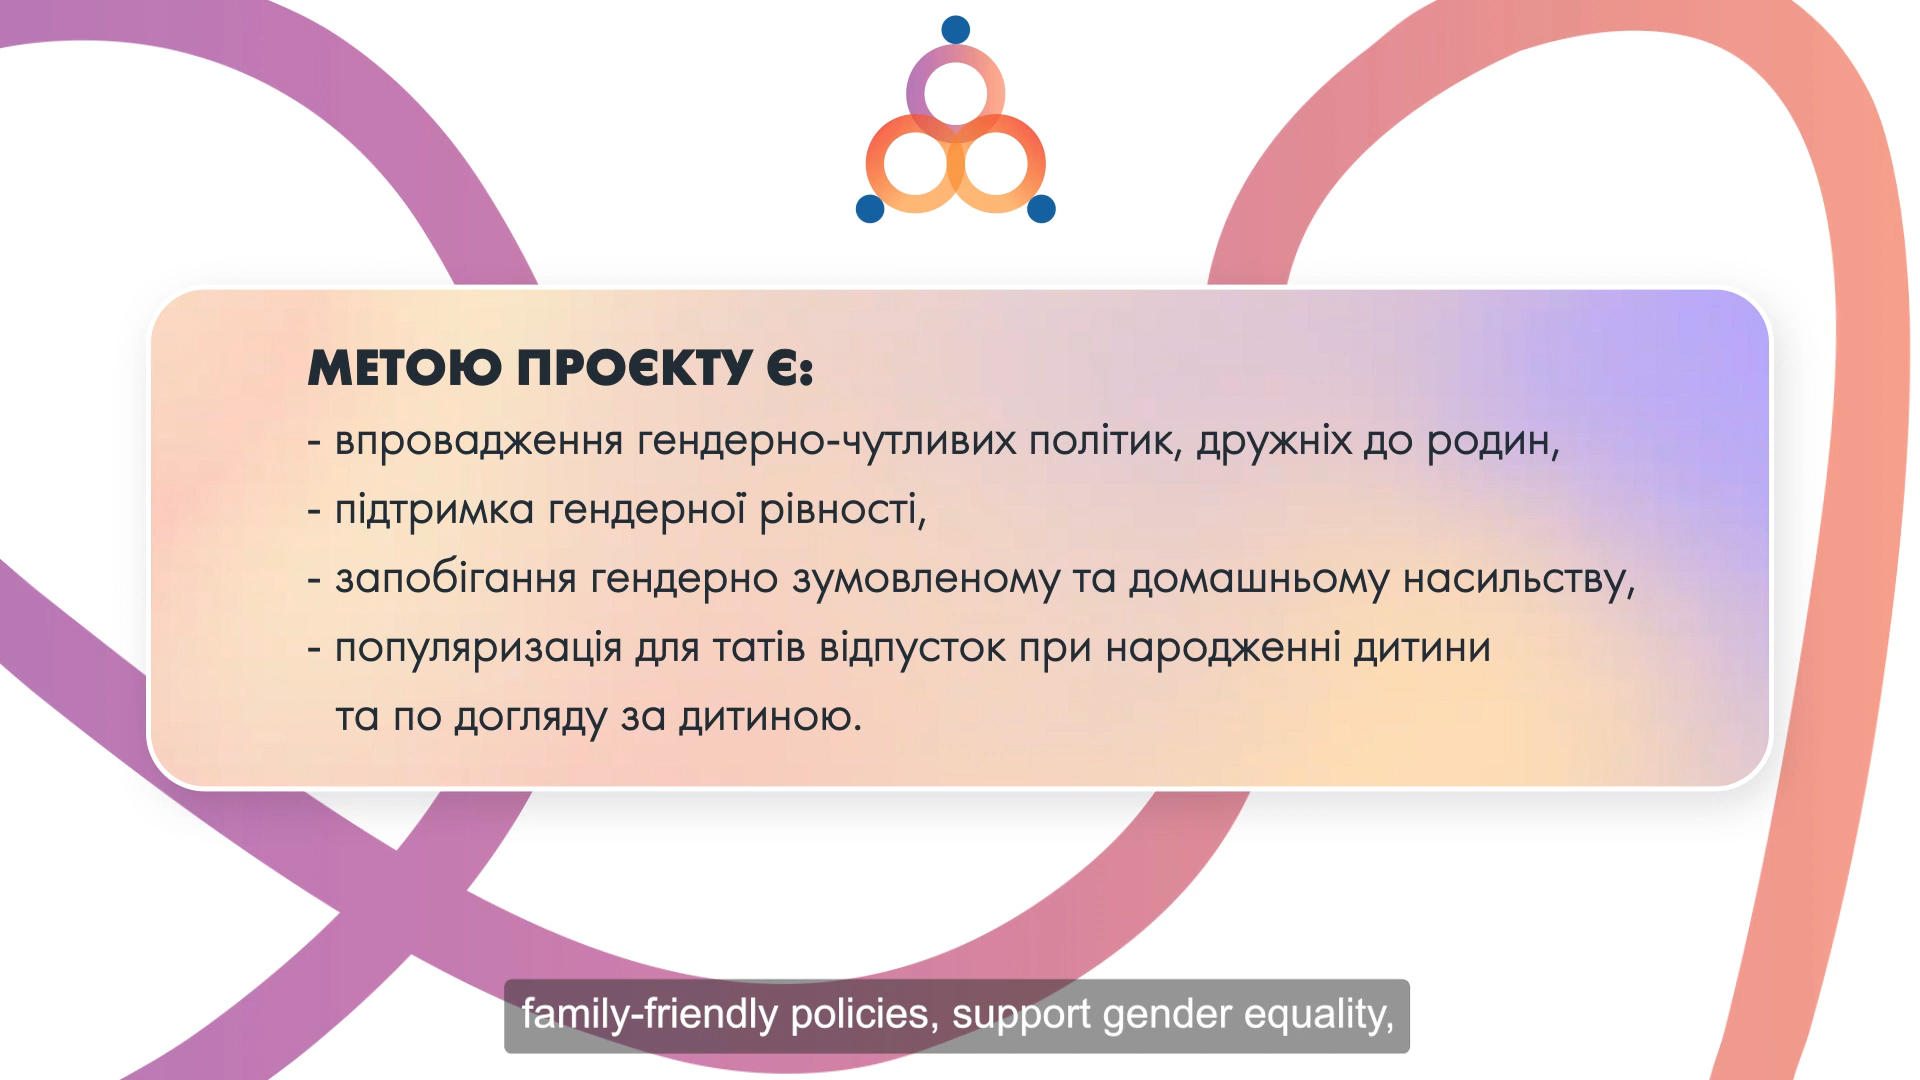 МЕТОЮ ПРОЄКТУ Є:
- впровадження гендерно-чутливих політик, дружніх до родин,
- підтримка гендерної рівності,
- запобігання гендерно зумовленому та домашньому насильству,
- популяризація для татів відпусток при народженні дитини
та по догляду за дитиною.
family-friendly policies, support gender equality,